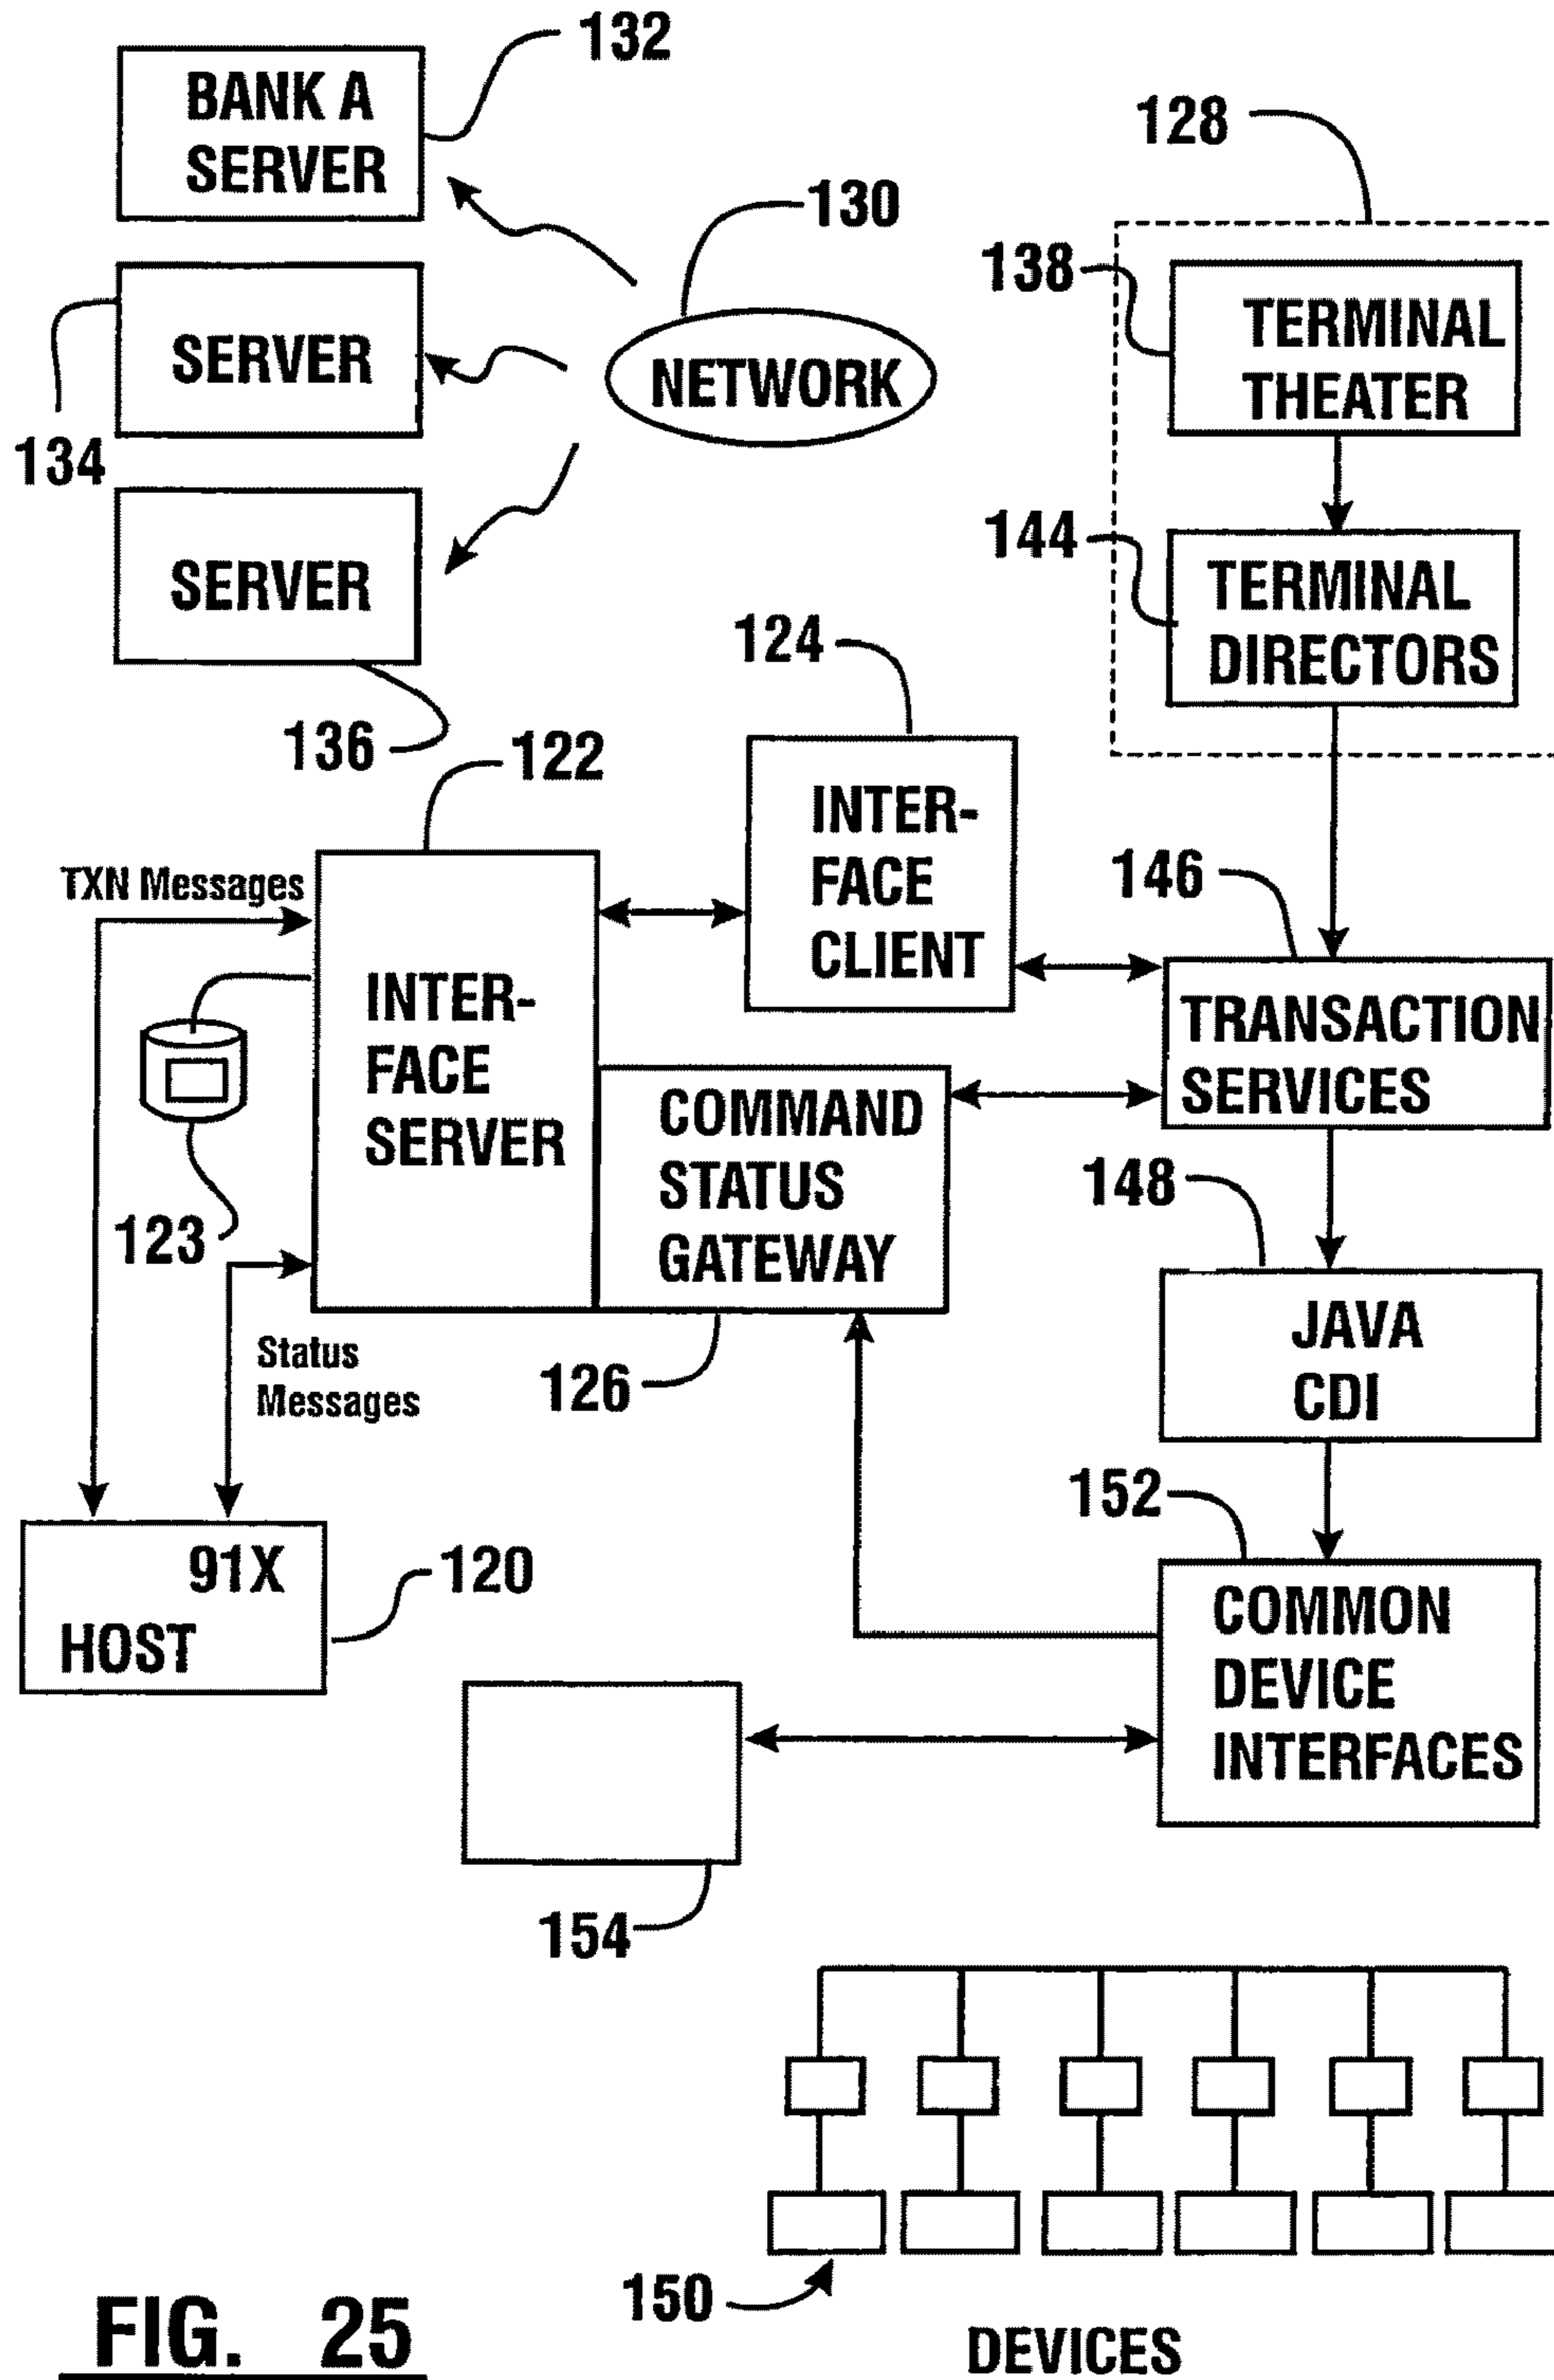 132
BANK A
SERVER
128
130
138
TERMINAL
THEATER
SERVER
NETWORK
134
144
TERMINAL
DIRECTORS
SERVER
124
136
122
INTER-
FACE
CLIENT
146
TXN Messages
INTER-
FACE
SERVER
TRANSACTION
SERVICES
COMMAND
STATUS
GATEWAY
148
123
JAVA
CDI
Status
Messages
126
152
91X
HOST
120
COMMON
DEVICE
INTERFACES
154
150
DEVICES
FIG. 25